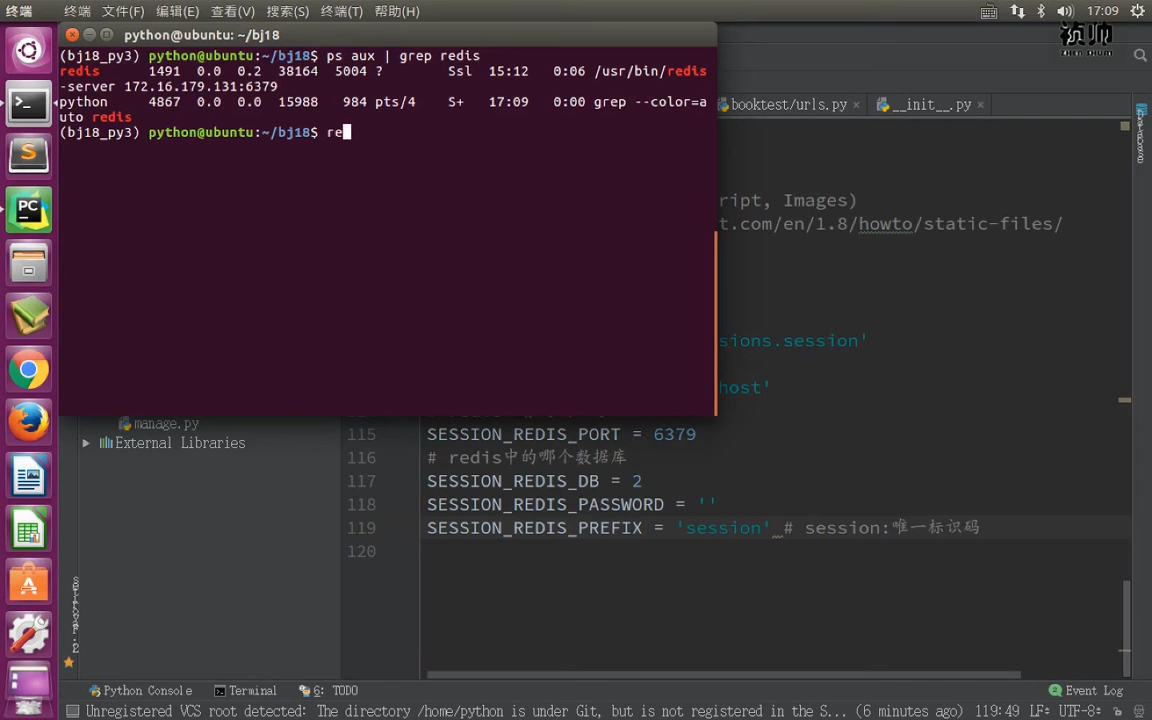 终端 终端 文件(F) 编辑(E) 查看(V) 搜索(S) 终端(T) 帮助(H) 17:09
python@ubuntu: ~/bj18
(bj18_py3) python@ubuntu:~/bj18$ ps aux | grep redis
redis 1491 0.0 0.2 38164 5004 ? Ssl 15:12 0:06 /usr/bin/redis
-server 172.16.179.131:6379
python 4867 0.0 0.0 15988 984 pts/4 S+ 17:09 0:00 grep --color=a
uto redis
(bj18_py3) python@ubuntu:~/bj18$ re
booktest/urls.py × __init__.py ×
ript, Images)
t.com/en/1.8/howto/static-files/
sions.session'
host'
manage.py
External Libraries
115 SESSION_REDIS_PORT = 6379
116 # redis中的哪个数据库
117 SESSION_REDIS_DB = 2
118 SESSION_REDIS_PASSWORD = ''
119 SESSION_REDIS_PREFIX = 'session' # session:唯一标识码
120
Python Console Terminal 6: TODO Event Log
Unregistered VCS root detected: The directory /home/python is under Git, but is not registered in the S... (6 minutes ago) 119:49 LF÷ UTF-8÷